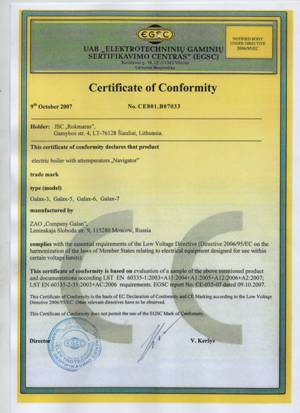 EGSC
NOTIFIED BODY
UNDER DIRECTIVE
2006/95/EC
UAB „ELEKTROTECHNINIŲ GAMINIŲ
SERTIFIKAVIMO CENTRAS" (EGSC)
Certificate of Conformity
9th October 2007 No. CE801.B07033
Holder: JSC „Rokmaras",
Gamybos str. 4, LT-76128 Šiauliai, Lithuania.
This certificate of conformity declares that product
electric boiler with attemperators „Navigator"
trade mark
type (model)
Galax-3, Galax-5, Galax-6, Galax-7
manufactured by
ZAO „Company Galan",
Leninskaja Sloboda str. 9, 115280 Moscow, Russia
complies with the essential requirements of the Low Voltage Directive (Directive 2006/95/EC on the
harmonization of the laws of Member States relating to electrical equipment designed for use within
certain voltage limits).
This certificate of conformity is based on evaluation of a sample of the above mentioned product
and documentations according LST EN 60335-1:2003+A11:2004+A1:2005+A12:2006+A2:2007;
LST EN 60335-2-35:2003+AC:2006 requirements. EGSC report No. CE-035-07 dated 09.10.2007.
This Certificate of Conformity is the basis of EC Declaration of Conformity and CE Marking according to the Low Voltage
Directive 2006/95/EC. Other relevant directives have to be observed.
This Certificate of Conformity does not permit the use of the EGSC Mark of Conformity.
Director V. Keršys